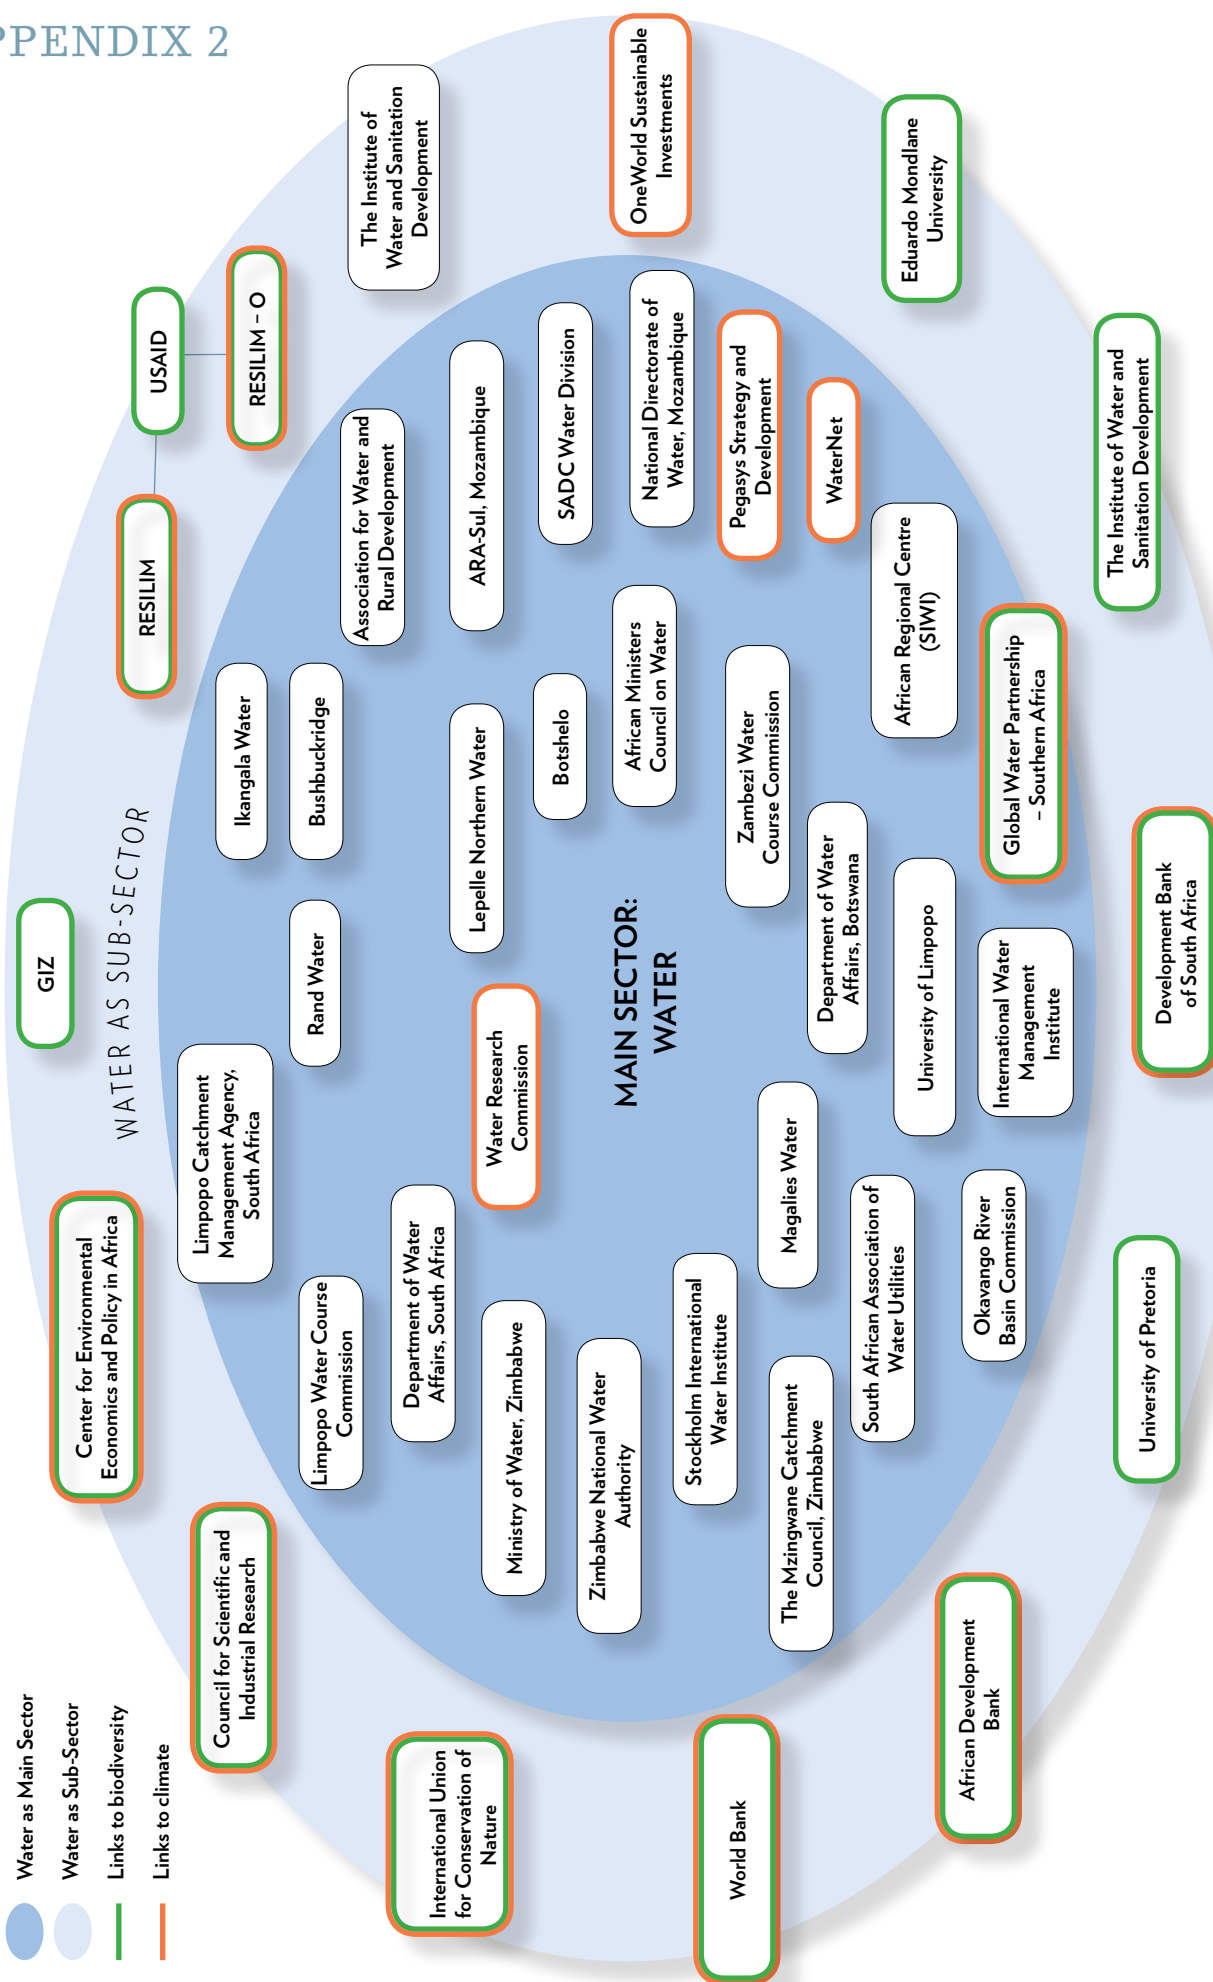 PPENDIX 2
Water as Main Sector
Water as Sub-Sector
Links to biodiversity
Links to climate
WATER AS SUB-SECTOR
GIZ
Center for Environmental
Economics and Policy in Africa
Council for Scientific and
Industrial Research
International Union
for Conservation of
Nature
World Bank
African Development
Bank
University of Pretoria
Development Bank
of South Africa
The Institute of Water and
Sanitation Development
Eduardo Mondlane
University
OneWorld Sustainable
Investments
The Institute of
Water and Sanitation
Development
USAID
RESILIM
RESILIM – O
MAIN SECTOR:
WATER
Limpopo Catchment
Management Agency,
South Africa
Ikangala Water
Bushbuckridge
Rand Water
Limpopo Water Course
Commission
Association for Water and
Rural Development
Department of Water
Affairs, South Africa
Water Research
Commission
Lepelle Northern Water
ARA-Sul, Mozambique
Ministry of Water, Zimbabwe
Botshelo
SADC Water Division
Zimbabwe National Water
Authority
African Ministers
Council on Water
National Directorate of
Water, Mozambique
Stockholm International
Water Institute
Zambezi Water
Course Commission
Pegasys Strategy and
Development
The Mzingwane Catchment
Council, Zimbabwe
Magalies Water
Department of Water
Affairs, Botswana
WaterNet
South African Association of
Water Utilities
University of Limpopo
African Regional Centre
(SIWI)
Okavango River
Basin Commission
International Water
Management
Institute
Global Water Partnership
– Southern Africa